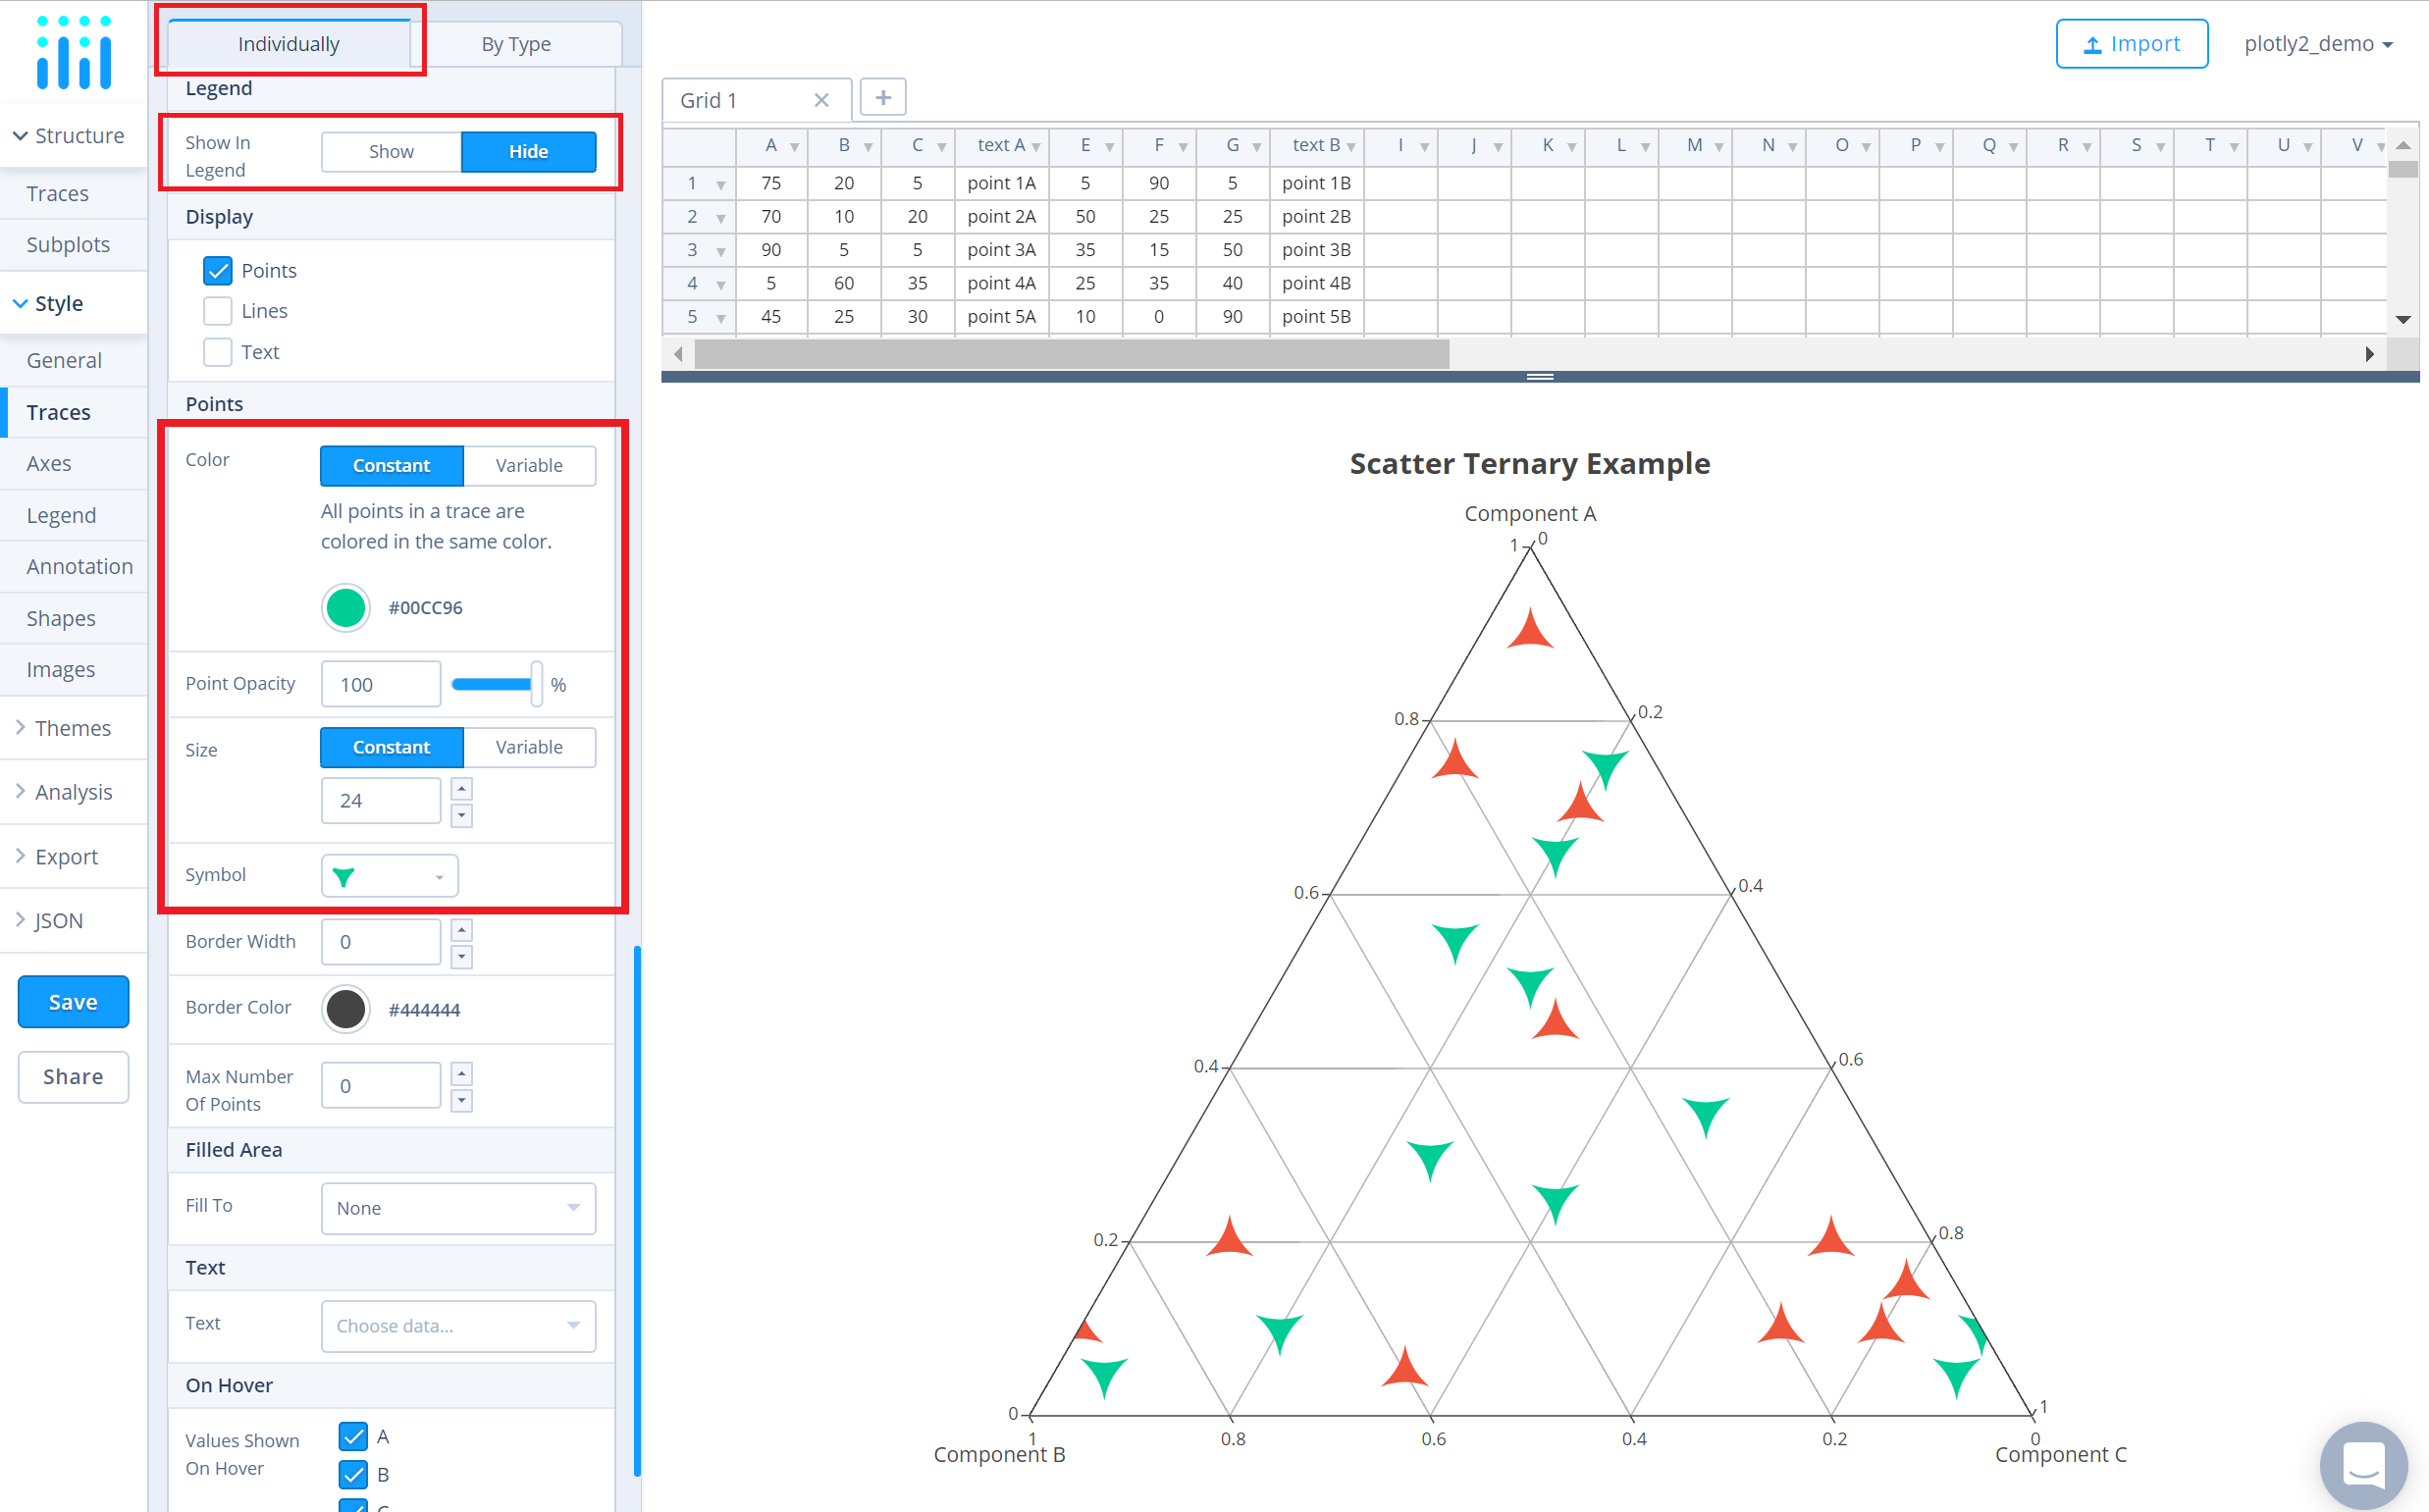 Individually
By Type
Import
plotly2_demo
Structure
Traces
Subplots
Style
General
Traces
Axes
Legend
Annotation
Shapes
Images
Themes
Analysis
Export
JSON
Save
Share
Legend
Show In
Legend
Show
Hide
Display
Points
Lines
Text
Points
Color
Constant
Variable
All points in a trace are
colored in the same color.
#00CC96
Point Opacity
100
%
Size
Constant
Variable
24
Symbol
Border Width
0
Border Color
#444444
Max Number
Of Points
0
Filled Area
Fill To
None
Text
Text
Choose data...
On Hover
Values Shown
On Hover
A
B
Grid 1
A B C text A E F G text B I J K L M N O P Q R S T U V
1 75 20 5 point 1A 5 90 5 point 1B
2 70 10 20 point 2A 50 25 25 point 2B
3 90 5 5 point 3A 35 15 50 point 3B
4 5 60 35 point 4A 25 35 40 point 4B
5 45 25 30 point 5A 10 0 90 point 5B
Scatter Ternary Example
Component A
1 0
0.8 0.2
0.6 0.4
0.4 0.6
0.2 0.8
0 1
1 0.8 0.6 0.4 0.2 0
Component B
Component C